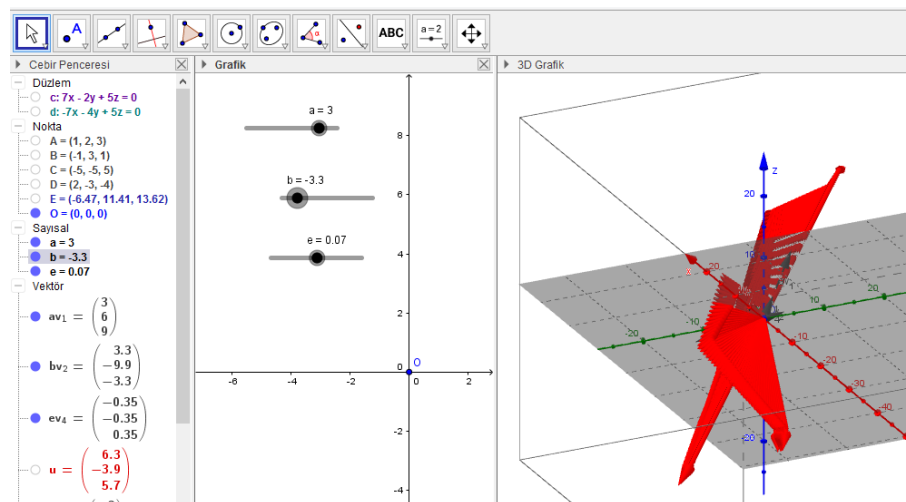 ABC
a = 2
Cebir Penceresi
Grafik
3D Grafik
Düzlem
c: 7x - 2y + 5z = 0
d: -7x - 4y + 5z = 0
Nokta
A = (1, 2, 3)
B = (-1, 3, 1)
C = (-5, -5, 5)
D = (2, -3, -4)
E = (-6.47, 11.41, 13.62)
O = (0, 0, 0)
Sayısal
a = 3
b = -3.3
e = 0.07
Vektör
av₁ = ( 3
6
9 )
bv₂ = ( 3.3
−9.9
−3.3 )
ev₄ = ( −0.35
−0.35
0.35 )
u = ( 6.3
−3.9
5.7 )
a = 3
b = -3.3
e = 0.07
8
6
4
2
0
O
-6
-4
-2
0
2
-2
-4
z
20
10
20
-20
-10
20
-10
-20
-30
-40
-20